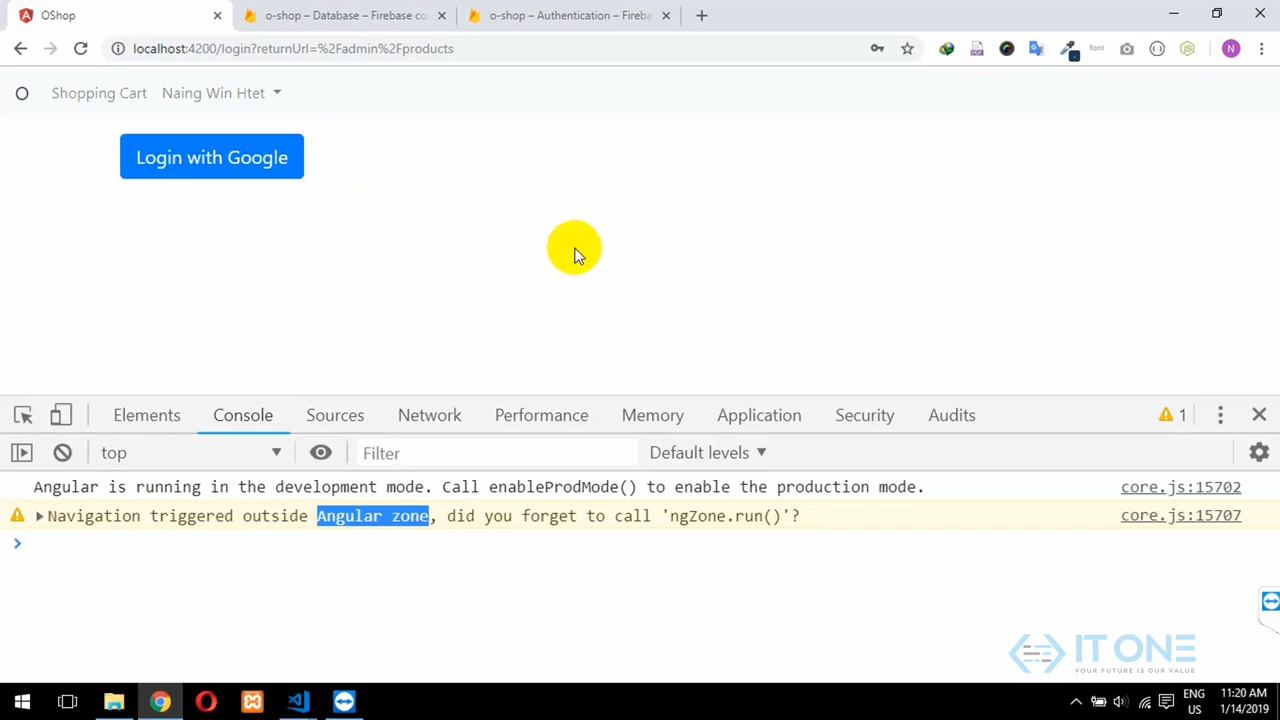 OShop
o-shop – Database – Firebase co
o-shop – Authentication – Fireba
localhost:4200/login?returnUrl=%2Fadmin%2Fproducts
font
N
O
Shopping Cart
Naing Win Htet
Login with Google
Elements
Console
Sources
Network
Performance
Memory
Application
Security
Audits
1
top
Filter
Default levels
Angular is running in the development mode. Call enableProdMode() to enable the production mode.
core.js:15702
Navigation triggered outside Angular zone, did you forget to call 'ngZone.run()'?
core.js:15707
IT ONE
YOUR FUTURE IS OUR VALUE
ENG
US
11:20 AM
1/14/2019